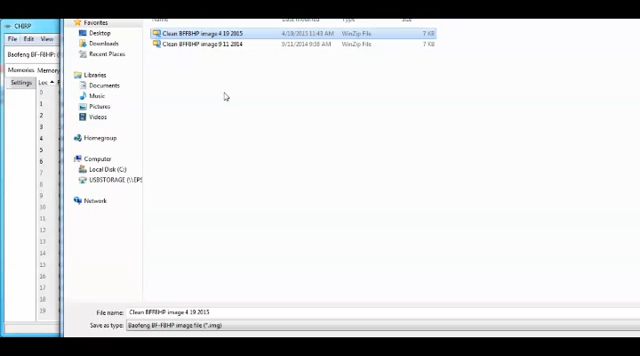 CHIRP
File Edit View
Baofeng BF-F8HP:
Memories Memory
Settings Loc
0
1
2
3
4
5
6
7
8
9
10
11
12
13
14
15
16
17
18
19
Favorites
Desktop
Downloads
Recent Places
Libraries
Documents
Music
Pictures
Videos
Homegroup
Computer
Local Disk (C:)
USBSTORAGE (\\EPS
Network
Clean BFF8HP image 4 19 2015 4/19/2015 11:43 AM WinZip File 7 KB
Clean BFF8HP image 9 11 2014 9/11/2014 9:38 AM WinZip File 7 KB
File name: Clean BFF8HP image 4 19 2015
Save as type: Baofeng BF-F8HP image file (*.img)